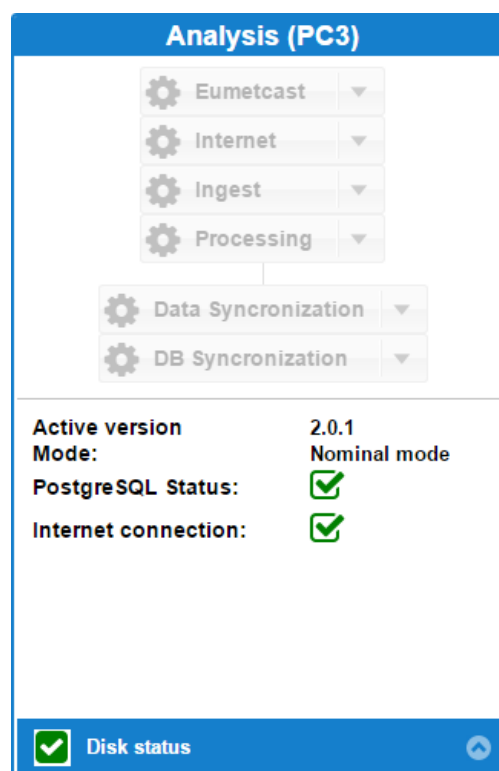 Analysis (PC3)
Eumetcast
Internet
Ingest
Processing
Data Syncronization
DB Syncronization
Active version 2.0.1
Mode: Nominal mode
PostgreSQL Status:
Internet connection:
Disk status